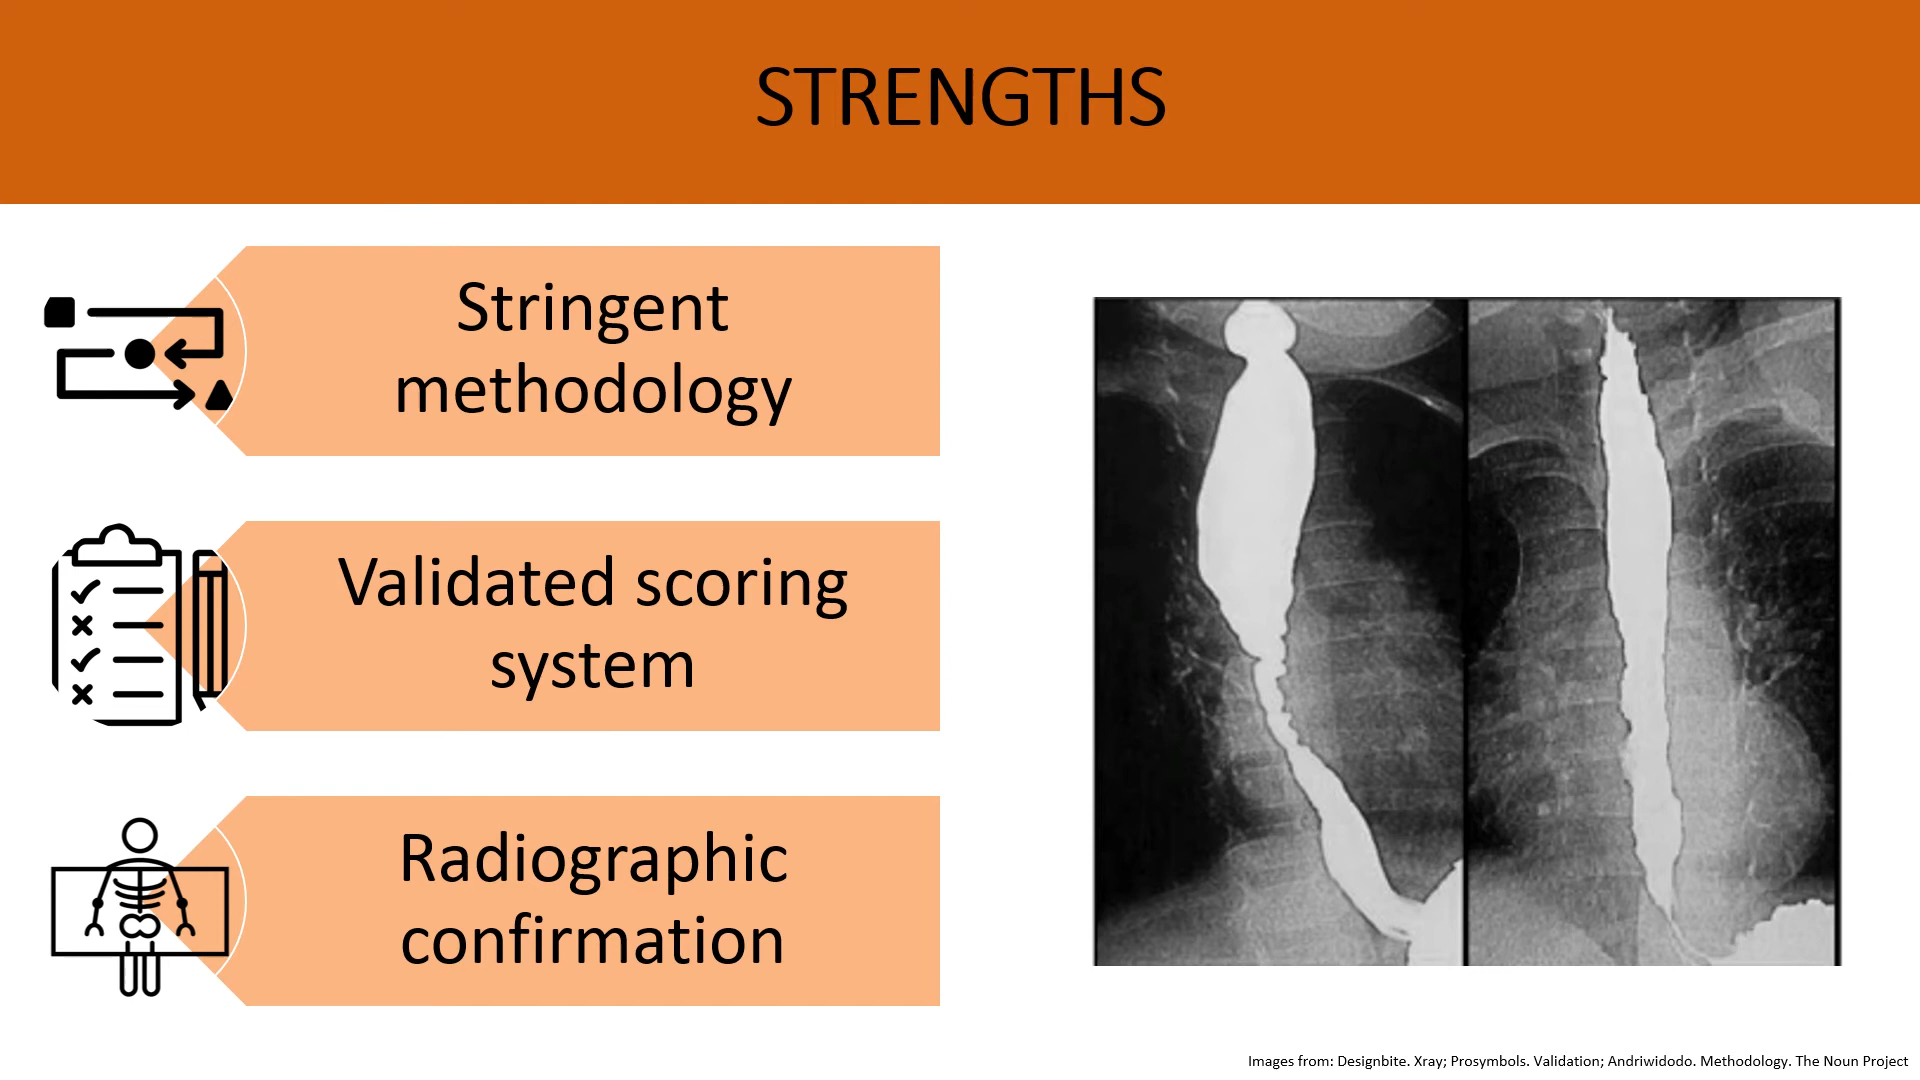 STRENGTHS
Stringent
methodology
Validated scoring
system
Radiographic
confirmation
Images from: Designbite. Xray; Prosymbols. Validation; Andriwidodo. Methodology. The Noun Project